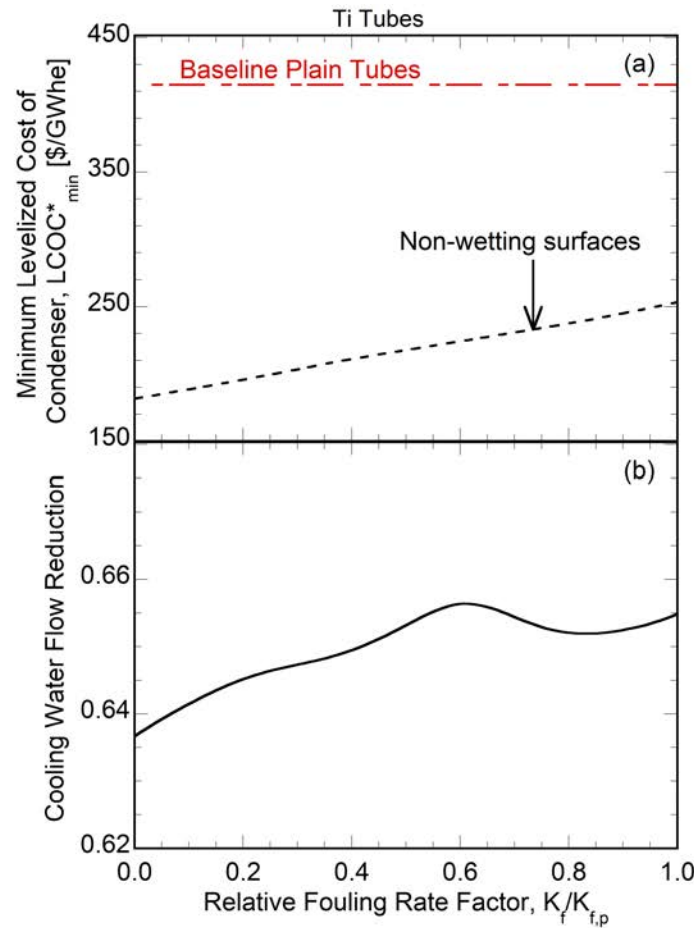 Ti Tubes
450
(a)
Baseline Plain Tubes
350
Non-wetting surfaces
250
150
Minimum Levelized Cost of
Condenser, LCOC*min [$/GWhe]
(b)
0.66
0.64
0.62
Cooling Water Flow Reduction
0.0 0.2 0.4 0.6 0.8 1.0
Relative Fouling Rate Factor, Kf/Kf,p